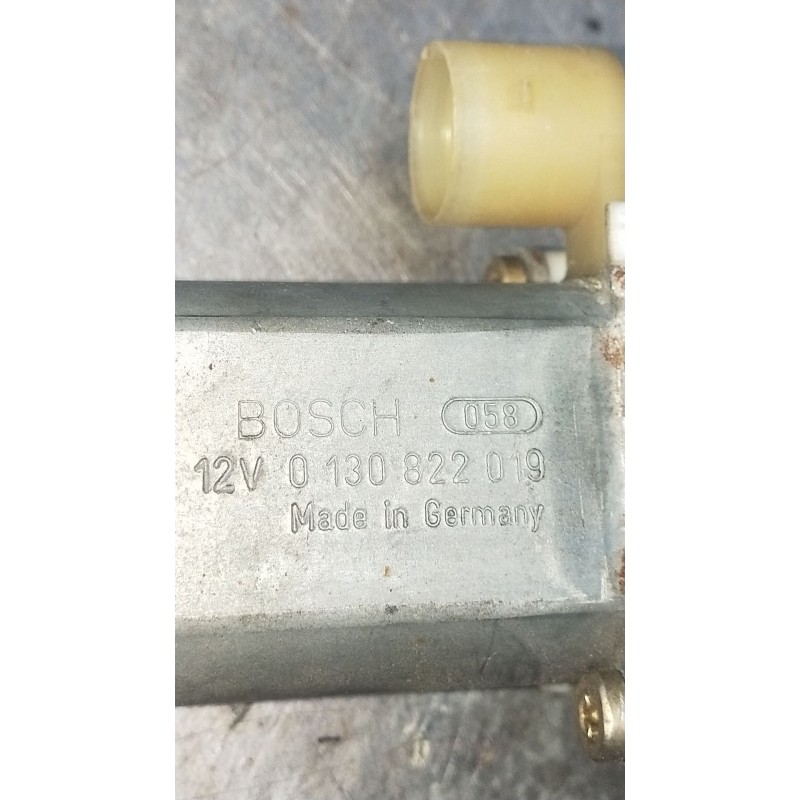 BOSCH 058
12V 0 130 822 019
Made in Germany